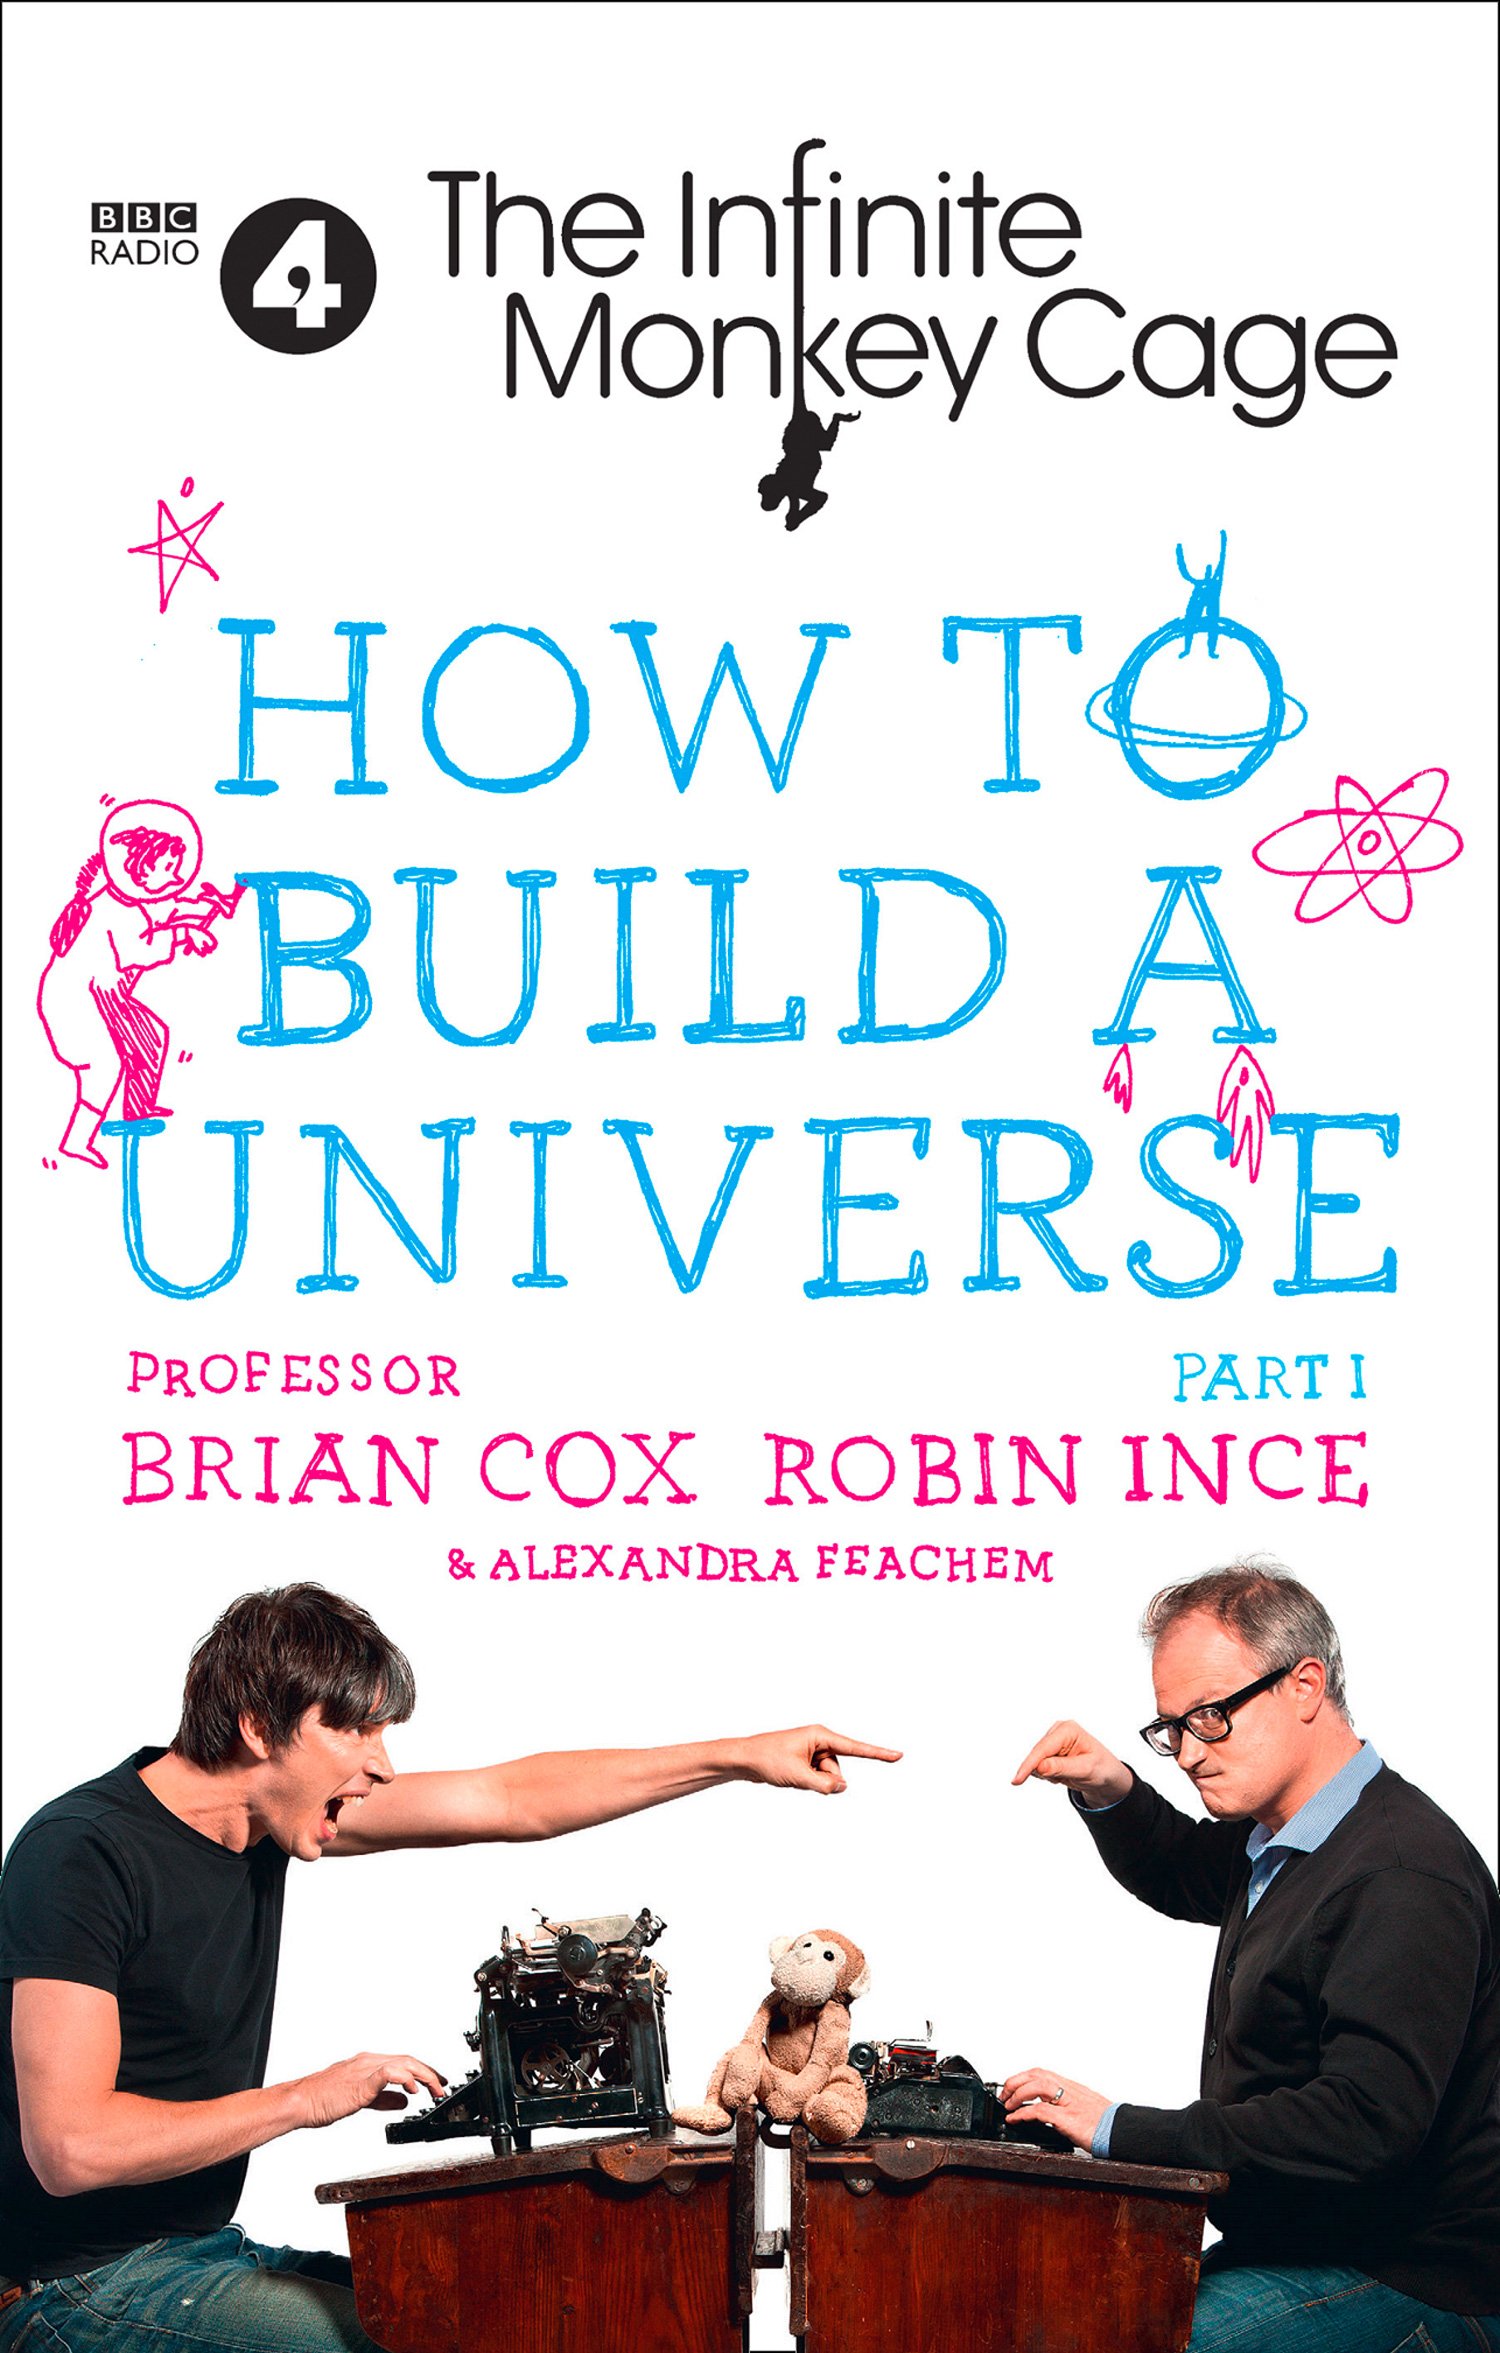 BBC
RADIO
4
The Infinite
Monkey Cage
HOW TO
BUILD A
UNIVERSE
PROFESSOR
PART I
BRIAN COX ROBIN INCE
& ALEXANDRA FEACHEM